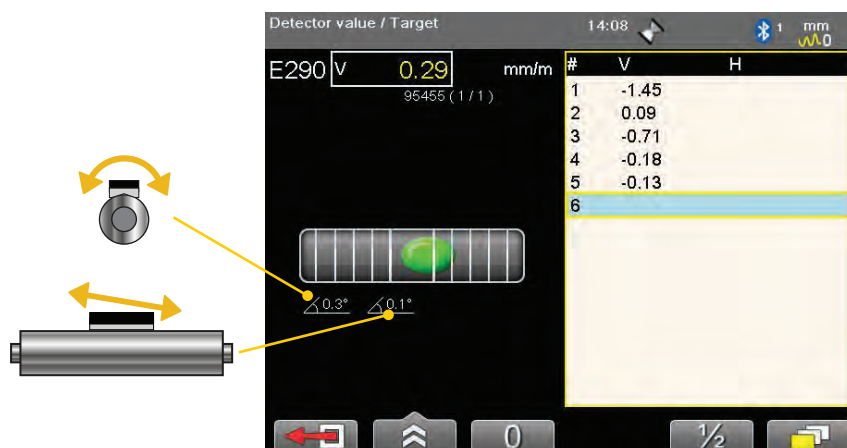 Detector value / Target 14:08 1 mm
0
E290 V 0.29 mm/m
95455 ( 1 / 1 )
# V H
1 -1.45
2 0.09
3 -0.71
4 -0.18
5 -0.13
6
0.3° 0.1°
0 ½